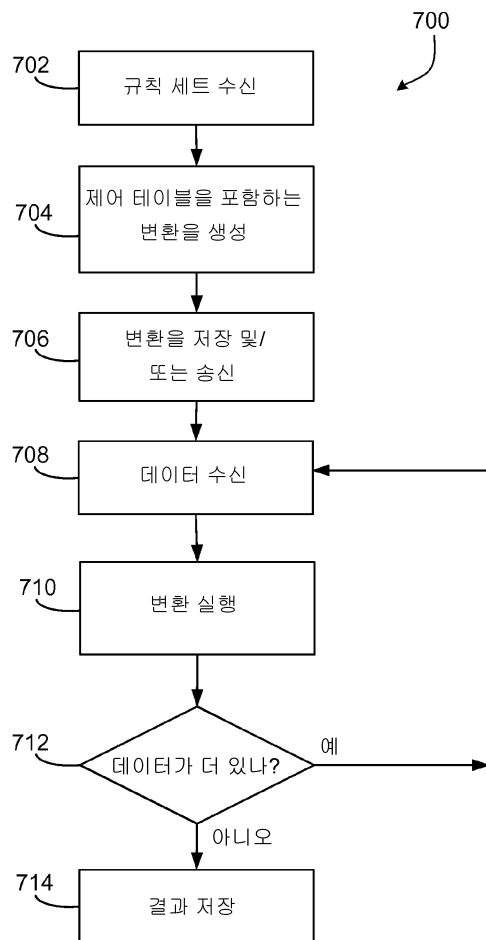 700
702
규칙 세트 수신
704
제어 테이블을 포함하는
변환을 생성
706
변환을 저장 및/
또는 송신
708
데이터 수신
710
변환 실행
712
데이터가 더 있나?
예
아니오
714
결과 저장